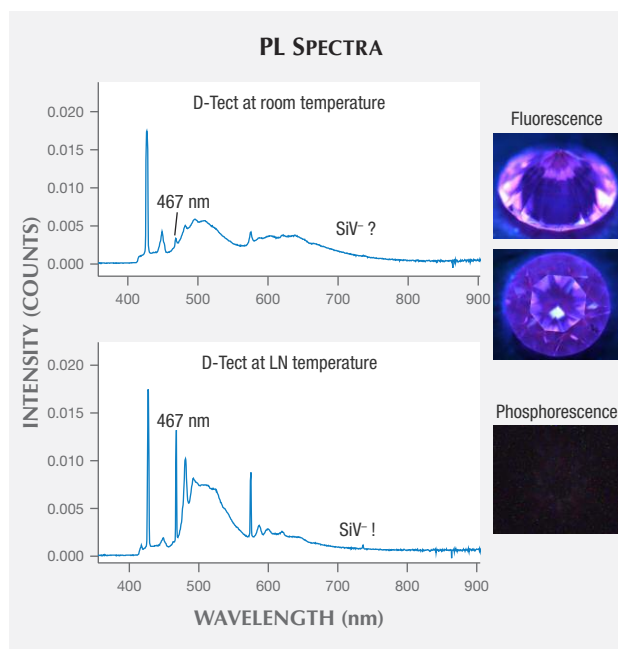 PL SPECTRA
D-Tect at room temperature
Fluorescence
0.020
0.015
467 nm
0.010
0.005
SiV⁻ ?
0.000
400 500 600 700 800 900
INTENSITY (COUNTS)
D-Tect at LN temperature
0.020
Phosphorescence
467 nm
0.015
0.010
0.005
SiV⁻ !
0.000
400 500 600 700 800 900
WAVELENGTH (nm)